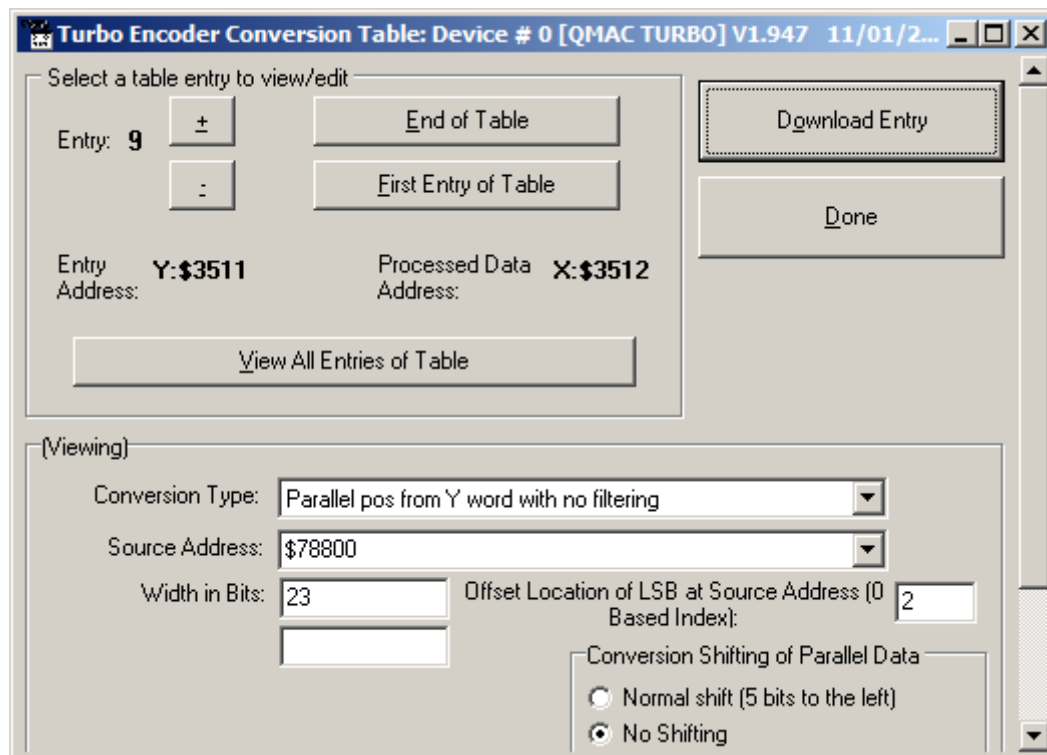 Turbo Encoder Conversion Table: Device # 0 [QMAC TURBO] V1.947 11/01/2...
Select a table entry to view/edit
Entry: 9
+
End of Table
Download Entry
-
First Entry of Table
Done
Entry Address: Y:$3511
Processed Data Address: X:$3512
View All Entries of Table
(Viewing)
Conversion Type: Parallel pos from Y word with no filtering
Source Address: $78800
Width in Bits: 23
Offset Location of LSB at Source Address (0
Based Index): 2
Conversion Shifting of Parallel Data
Normal shift (5 bits to the left)
No Shifting